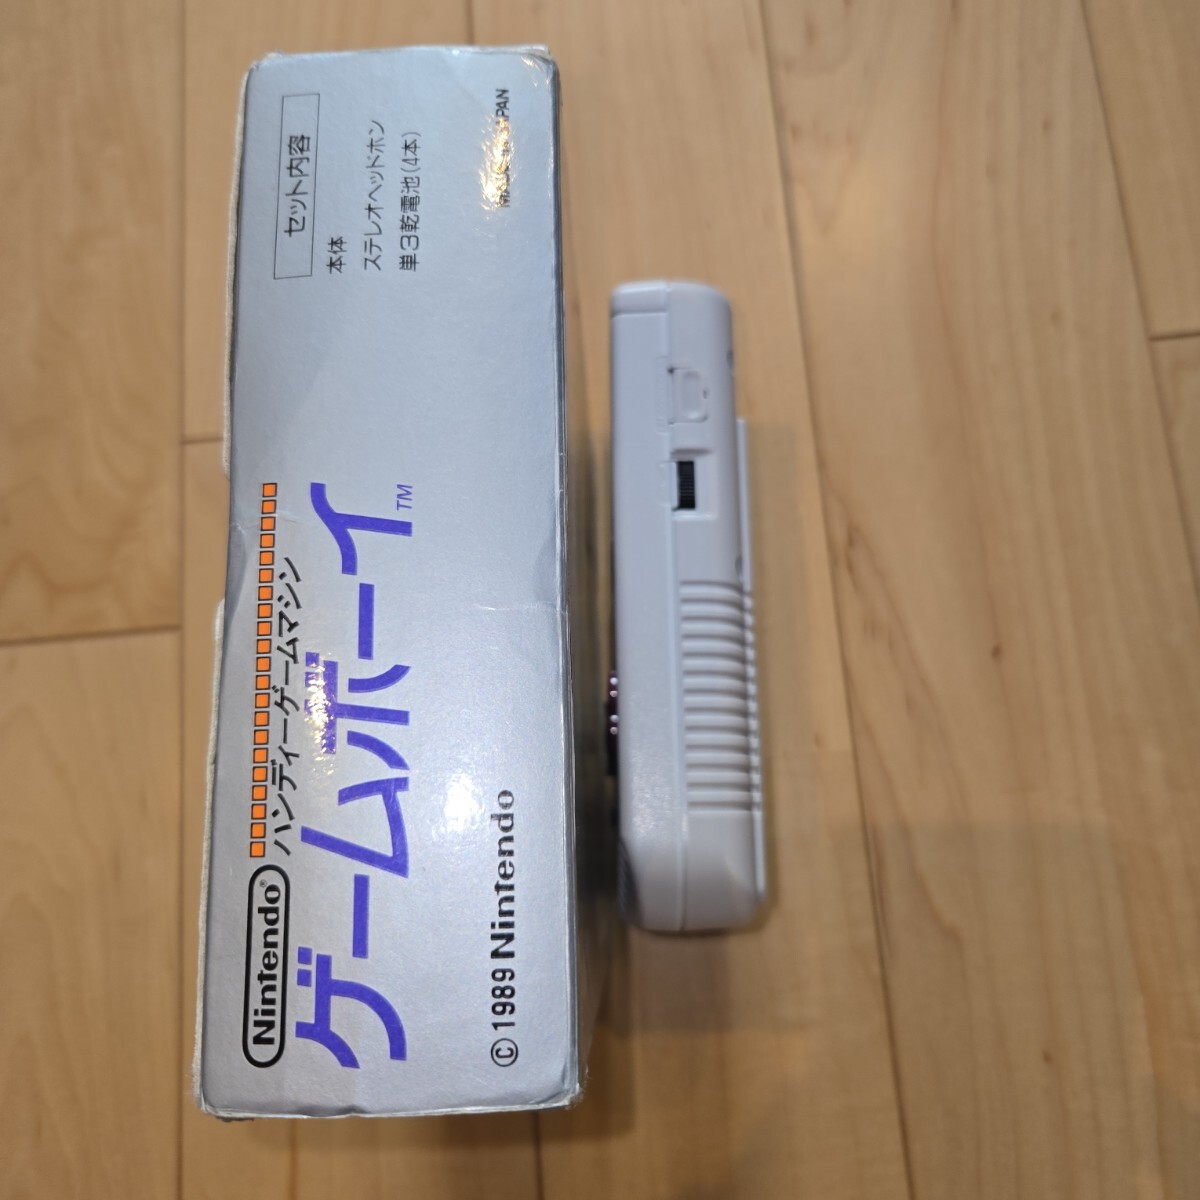 Nintendo®
ハンディーゲームマシン
ゲームボーイ™
© 1989 Nintendo
セット内容
本体
ステレオヘッドホン
単3乾電池(4本)
JAPAN